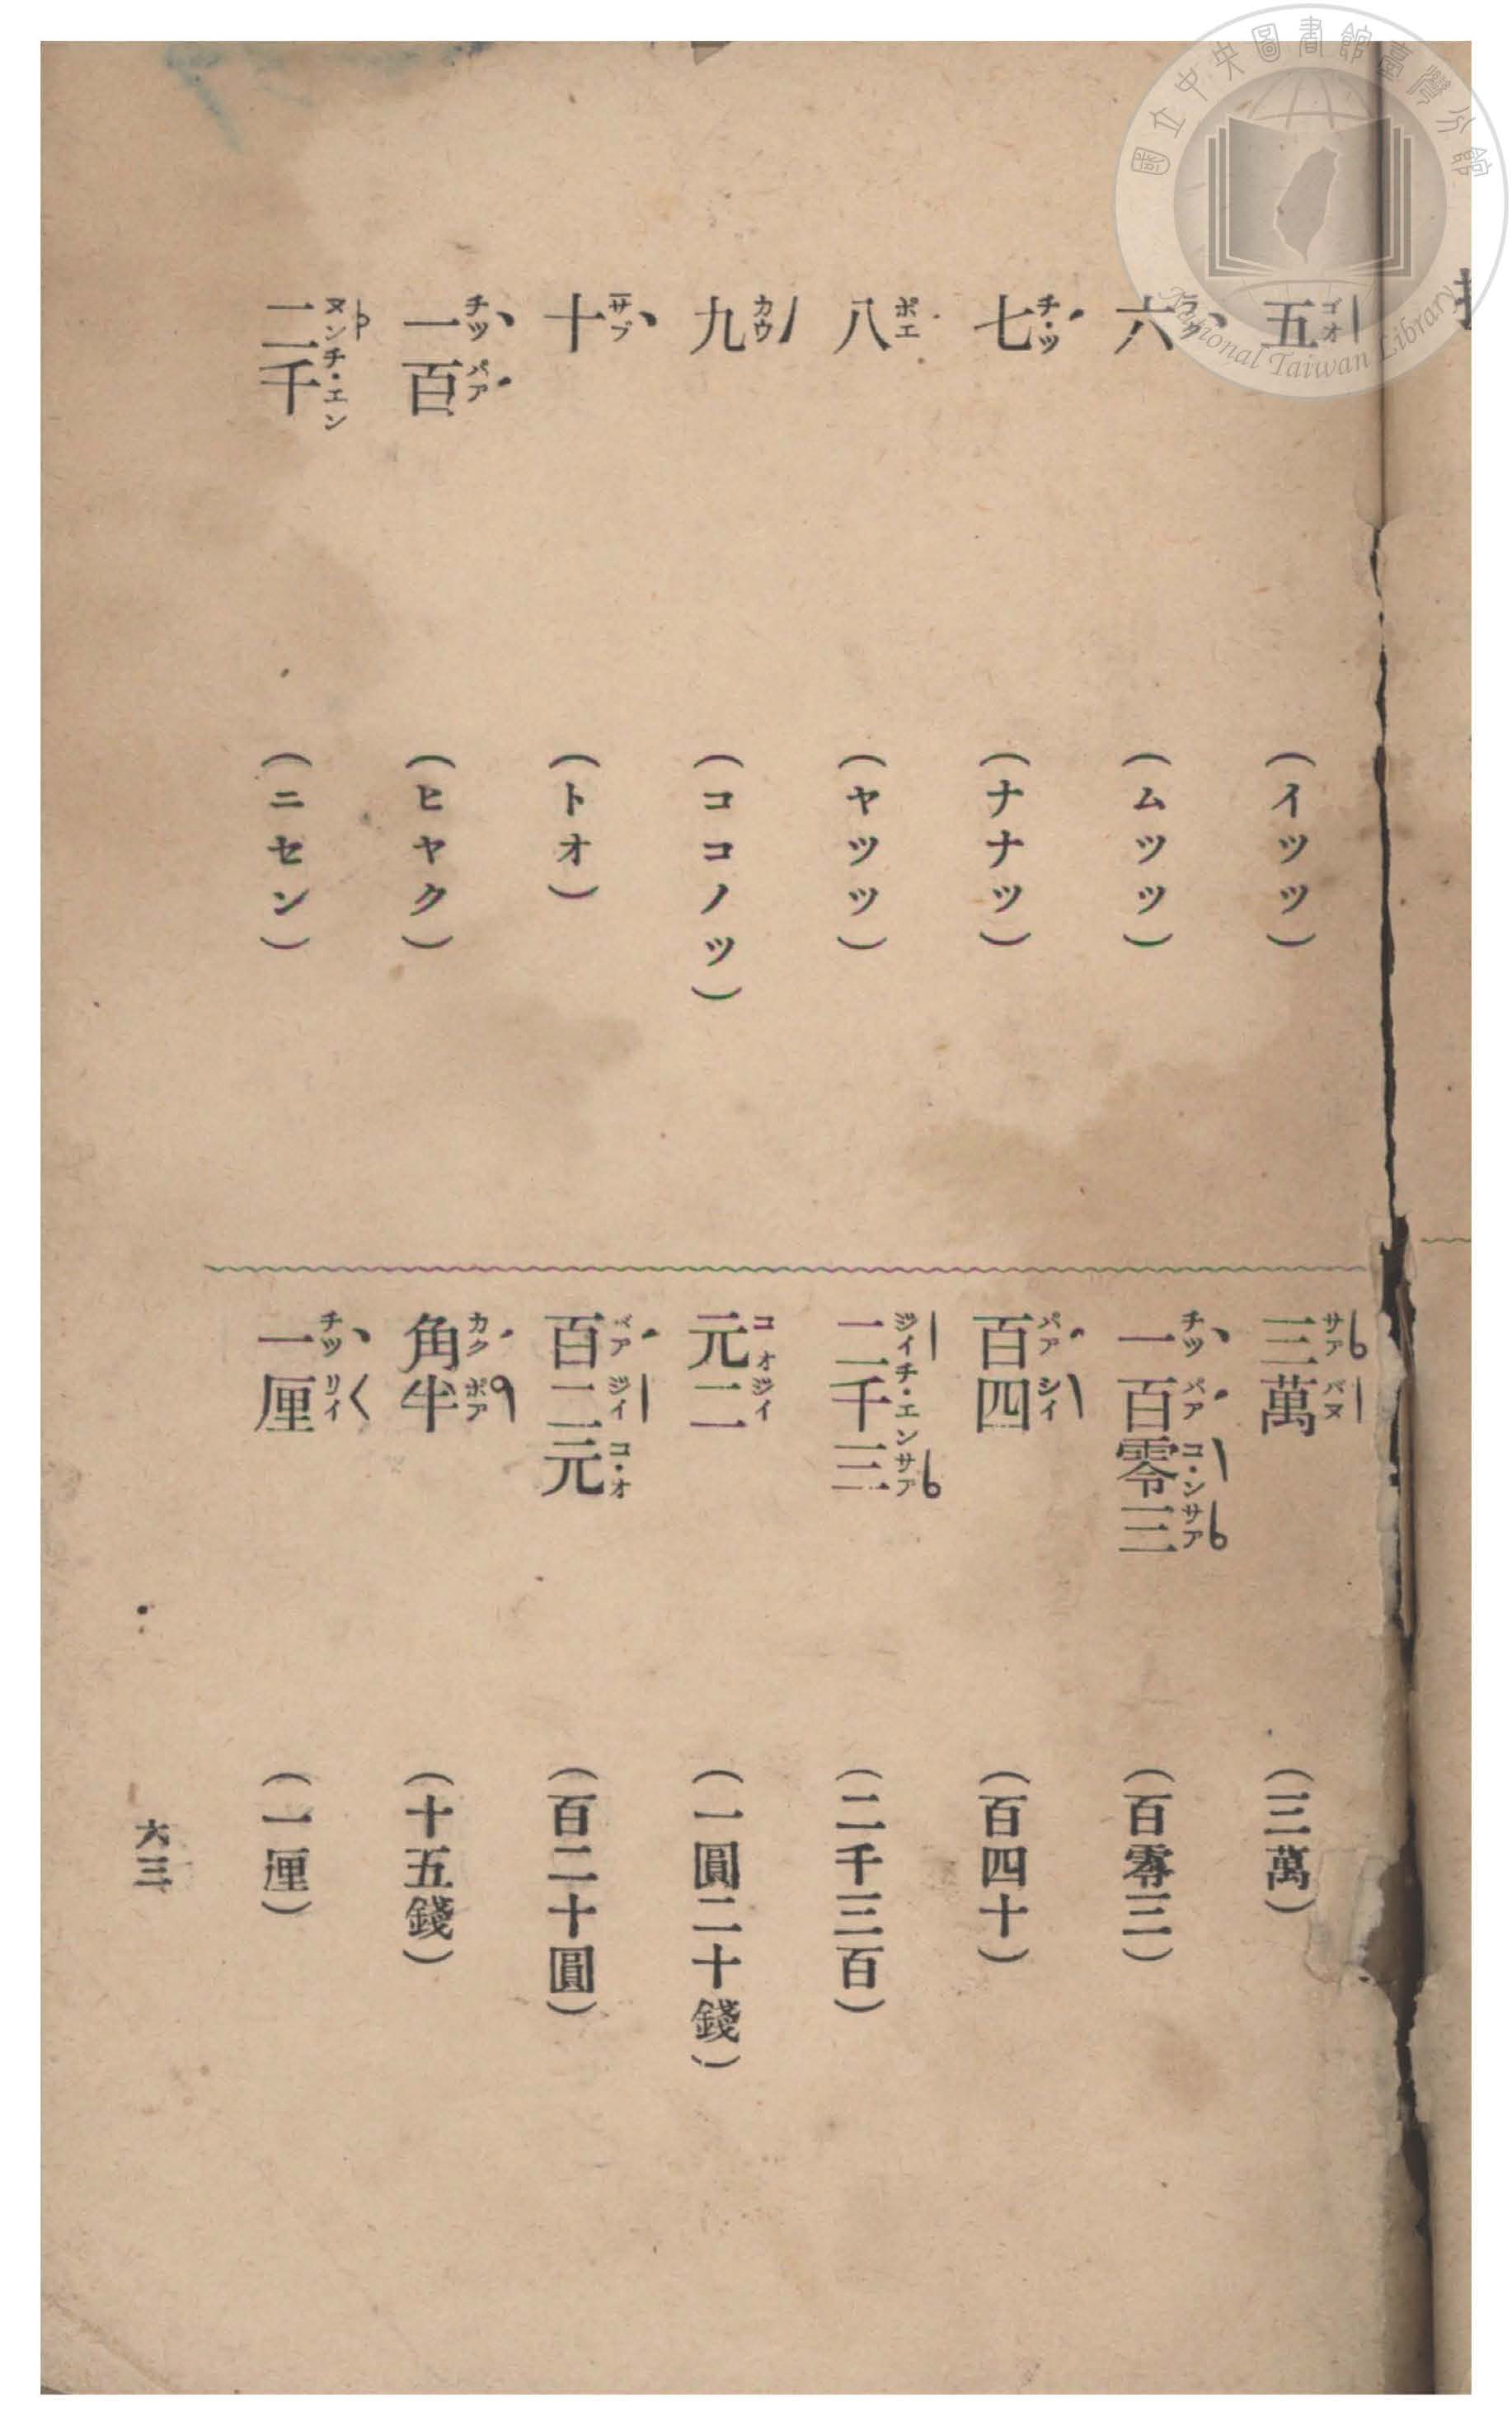 五 ゴオ (イツツ)
六 ラク (ムツツ)
七 チ・ツ (ナナツ)
八 ポエ (ヤツツ)
九 カウ (ココノツ)
十 サプ (トオ)
一百 チツ パア (ヒヤク)
二千 ヌン チ・エン (ニセン)
三萬 サア バヌ (三萬)
一百零三 チツ パア コ・ン サア (百零三)
百四 パア シイ (百四十)
二千三 ジイ チ・エン サア (二千三百)
元二 コオ ジイ (一圓二十錢)
百二元 パア ジイ コ・オ (百二十圓)
角半 カク ポア (十五錢)
一厘 チツ リイ (一厘)
六三
國立中央圖書館臺灣分館
National Taiwan Library